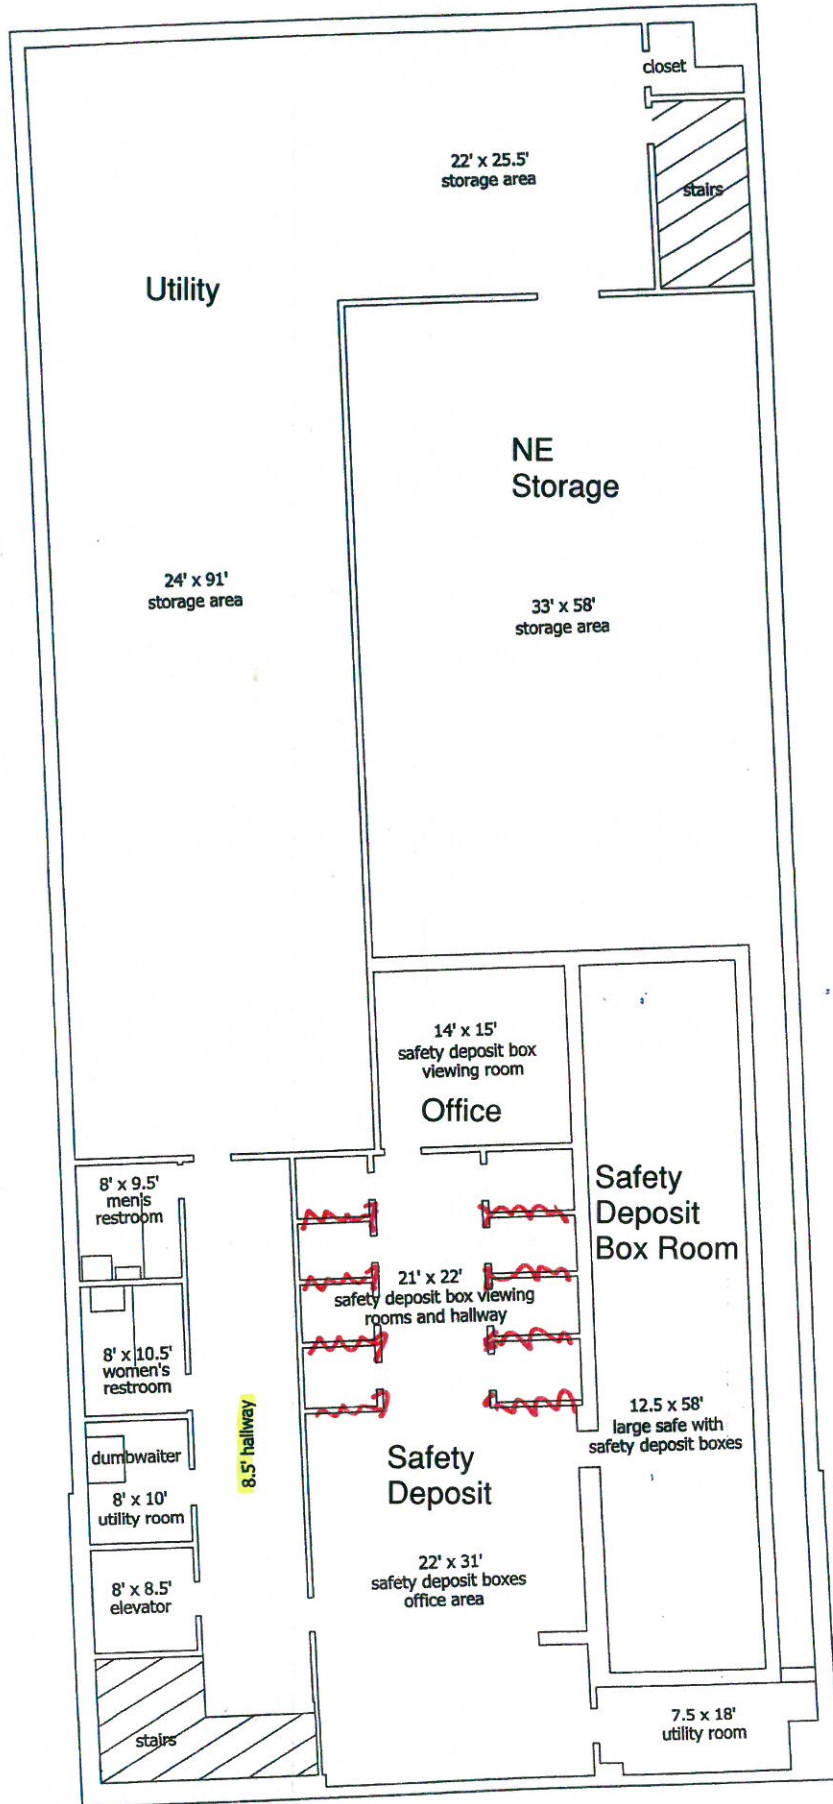 closet
22' x 25.5'
storage area
stairs
Utility
NE
Storage
24' x 91'
storage area
33' x 58'
storage area
14' x 15'
safety deposit box
viewing room
Office
8' x 9.5'
men's
restroom
Safety
Deposit
Box Room
21' x 22'
safety deposit box viewing
rooms and hallway
8' x 10.5'
women's
restroom
8.5' hallway
12.5 x 58'
large safe with
safety deposit boxes
dumbwaiter
8' x 10'
utility room
Safety
Deposit
22' x 31'
safety deposit boxes
office area
8' x 8.5'
elevator
7.5 x 18'
utility room
stairs